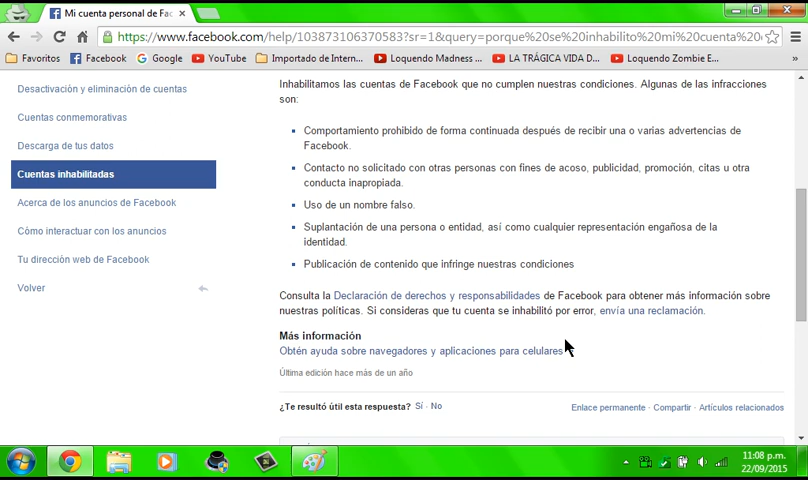 Mi cuenta personal de Fac
https://www.facebook.com/help/103873106370583?sr=1&query=porque%20se%20inhabilito%20mi%20cuenta%20
Favoritos
Facebook
Google
YouTube
Importado de Intern...
Loquendo Madness ...
LA TRÁGICA VIDA D...
Loquendo Zombie E...
Desactivación y eliminación de cuentas
Cuentas conmemorativas
Descarga de tus datos
Cuentas inhabilitadas
Acerca de los anuncios de Facebook
Cómo interactuar con los anuncios
Tu dirección web de Facebook
Volver
Inhabilitamos las cuentas de Facebook que no cumplen nuestras condiciones. Algunas de las infracciones
son:
Comportamiento prohibido de forma continuada después de recibir una o varias advertencias de
Facebook.
Contacto no solicitado con otras personas con fines de acoso, publicidad, promoción, citas u otra
conducta inapropiada.
Uso de un nombre falso.
Suplantación de una persona o entidad, así como cualquier representación engañosa de la
identidad.
Publicación de contenido que infringe nuestras condiciones
Consulta la Declaración de derechos y responsabilidades de Facebook para obtener más información sobre
nuestras políticas. Si consideras que tu cuenta se inhabilitó por error, envía una reclamación.
Más información
Obtén ayuda sobre navegadores y aplicaciones para celulares
Última edición hace más de un año
¿Te resultó útil esta respuesta? Sí · No
Enlace permanente · Compartir · Artículos relacionados
11:08 p.m.
22/09/2015